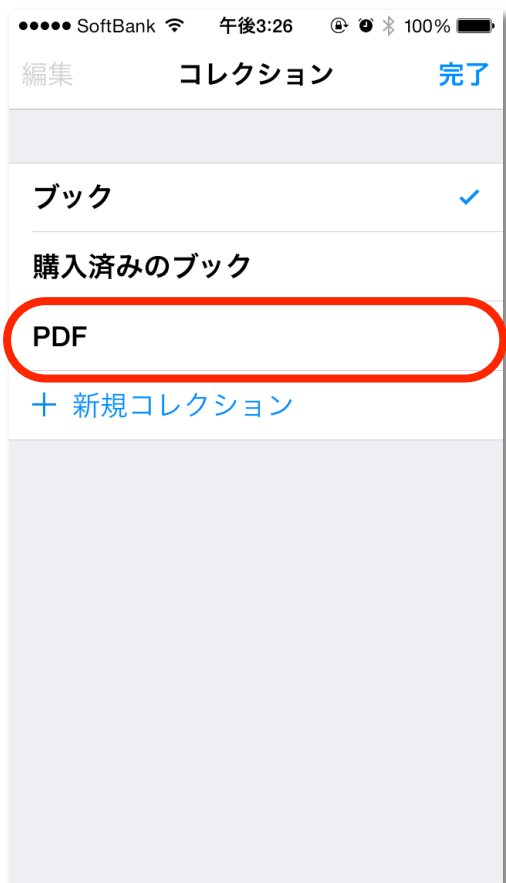 SoftBank 午後3:26 100%
編集 コレクション 完了
ブック
購入済みのブック
PDF
＋ 新規コレクション